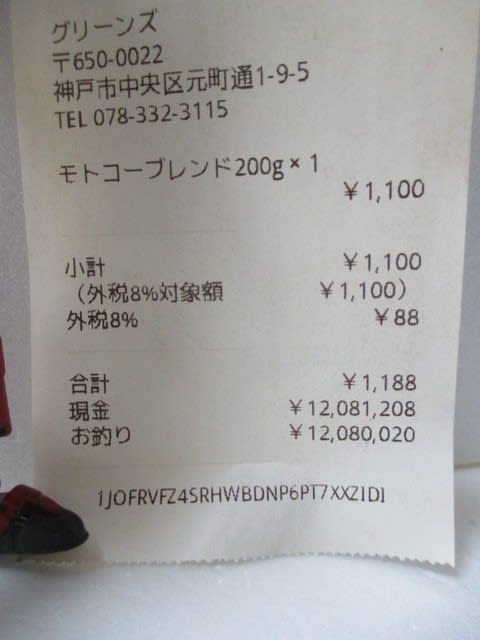 グリーンズ
〒650-0022
神戸市中央区元町通1-9-5
TEL 078-332-3115
モトコーブレンド200g × 1
¥1,100
小計 ¥1,100
（外税8%対象額 ¥1,100）
外税8% ¥88
合計 ¥1,188
現金 ¥12,081,208
お釣り ¥12,080,020
1JOFRVFZ4SRHWBDNP6PT7XXZIDI